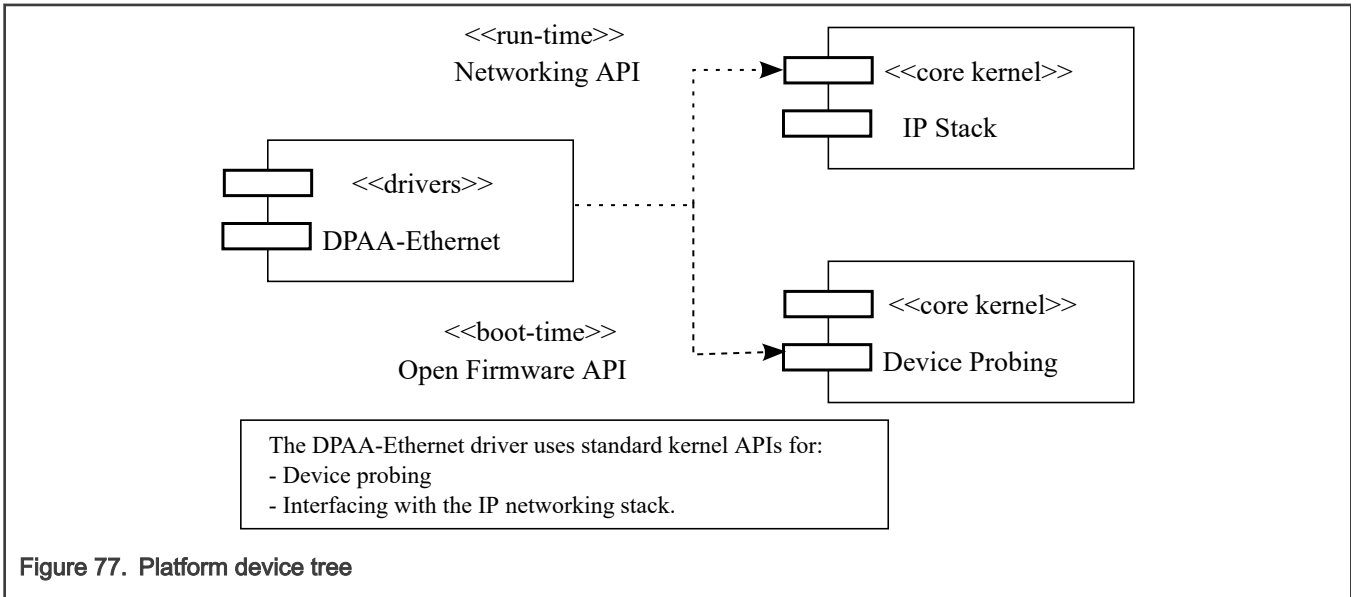 <<run-time>>
Networking API
<<core kernel>>
IP Stack
<<drivers>>
DPAA-Ethernet
<<boot-time>>
Open Firmware API
<<core kernel>>
Device Probing
The DPAA-Ethernet driver uses standard kernel APIs for:
- Device probing
- Interfacing with the IP networking stack.
Figure 77. Platform device tree